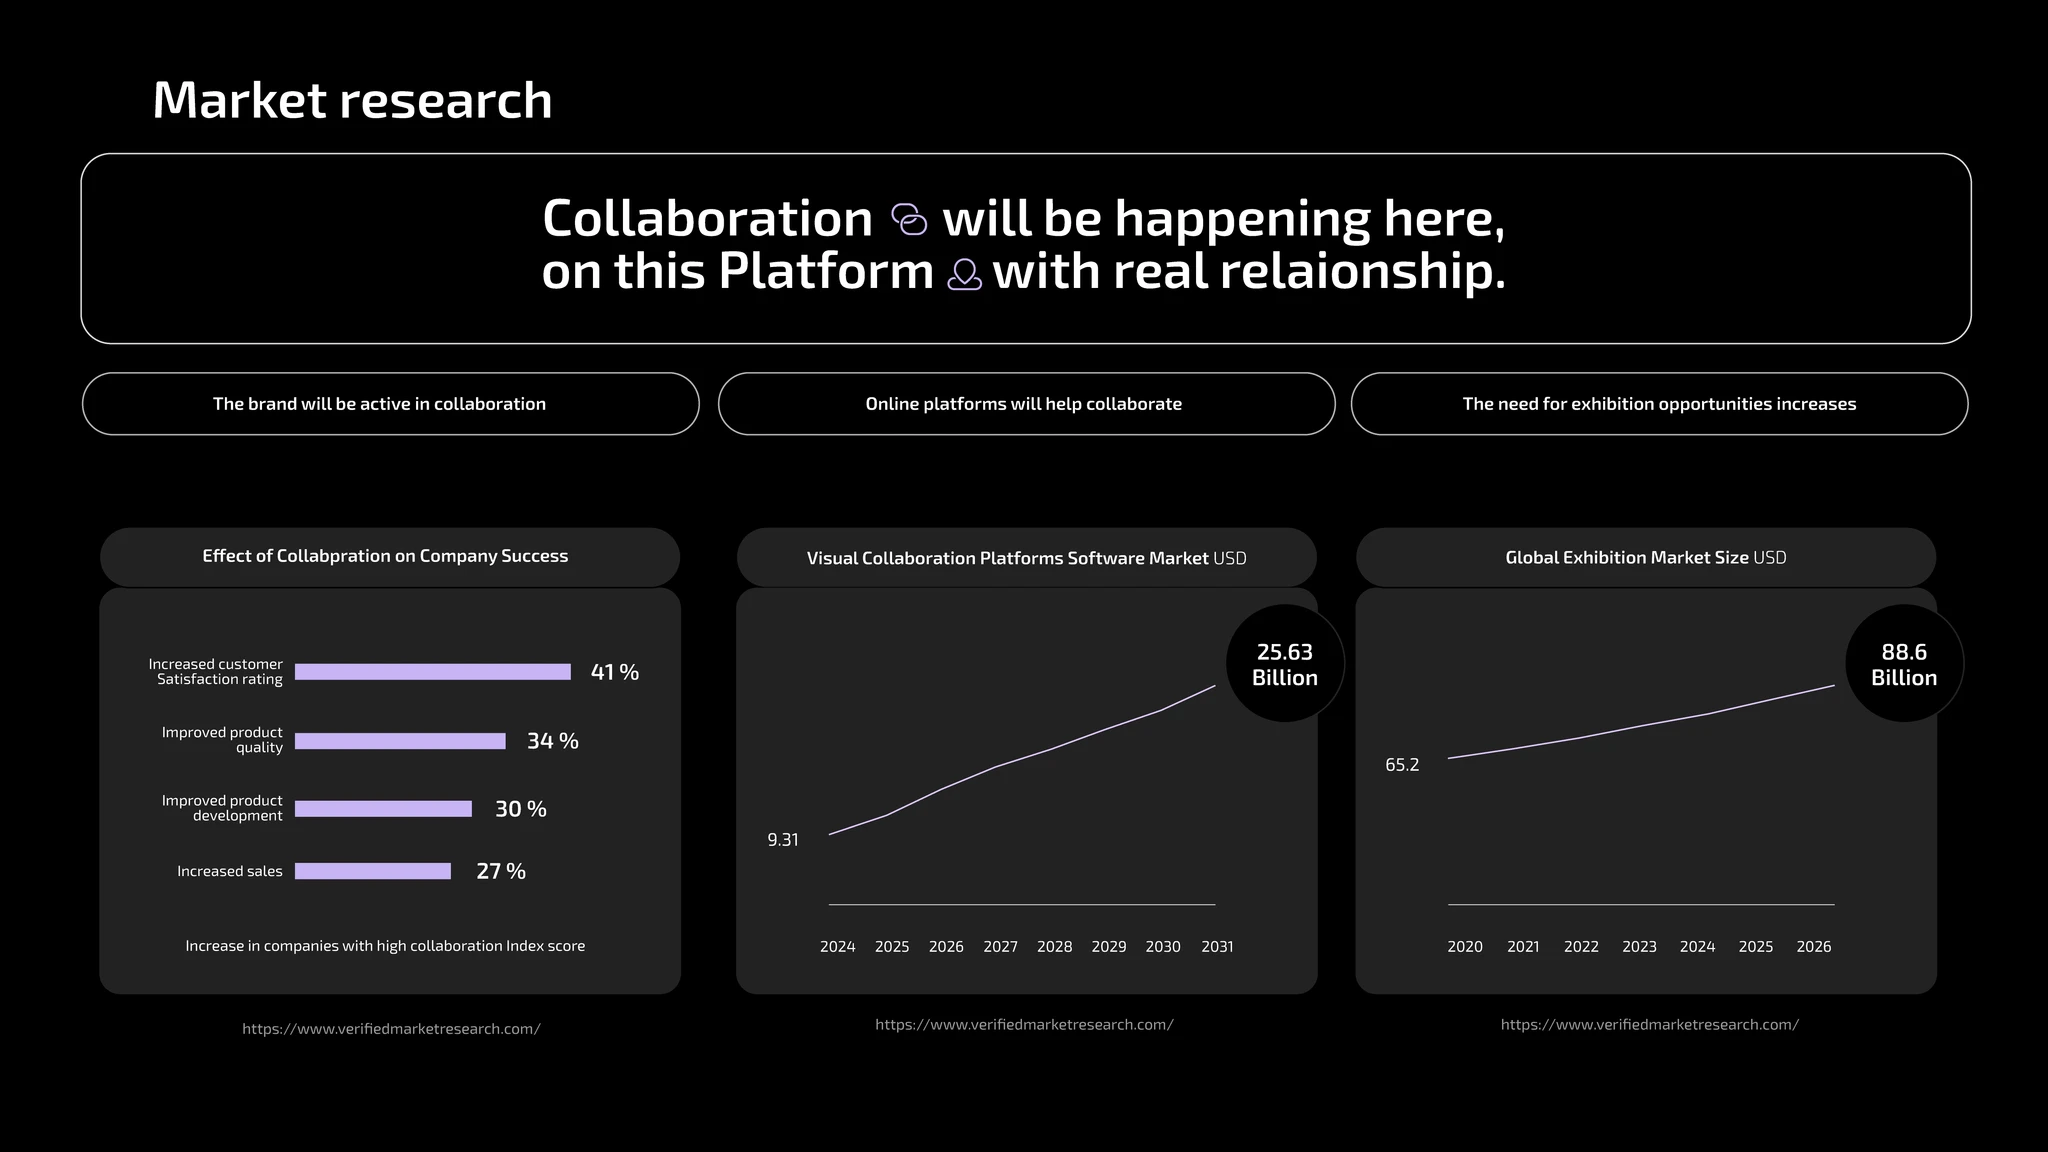 Market research
Collaboration will be happening here,
on this Platform with real relaionship.
The brand will be active in collaboration
Online platforms will help collaborate
The need for exhibition opportunities increases
Effect of Collabpration on Company Success
Increased customer
Satisfaction rating
41 %
Improved product
quality
34 %
Improved product
development
30 %
Increased sales
27 %
Increase in companies with high collaboration Index score
https://www.verifiedmarketresearch.com/
Visual Collaboration Platforms Software Market USD
25.63
Billion
9.31
2024 2025 2026 2027 2028 2029 2030 2031
https://www.verifiedmarketresearch.com/
Global Exhibition Market Size USD
88.6
Billion
65.2
2020 2021 2022 2023 2024 2025 2026
https://www.verifiedmarketresearch.com/